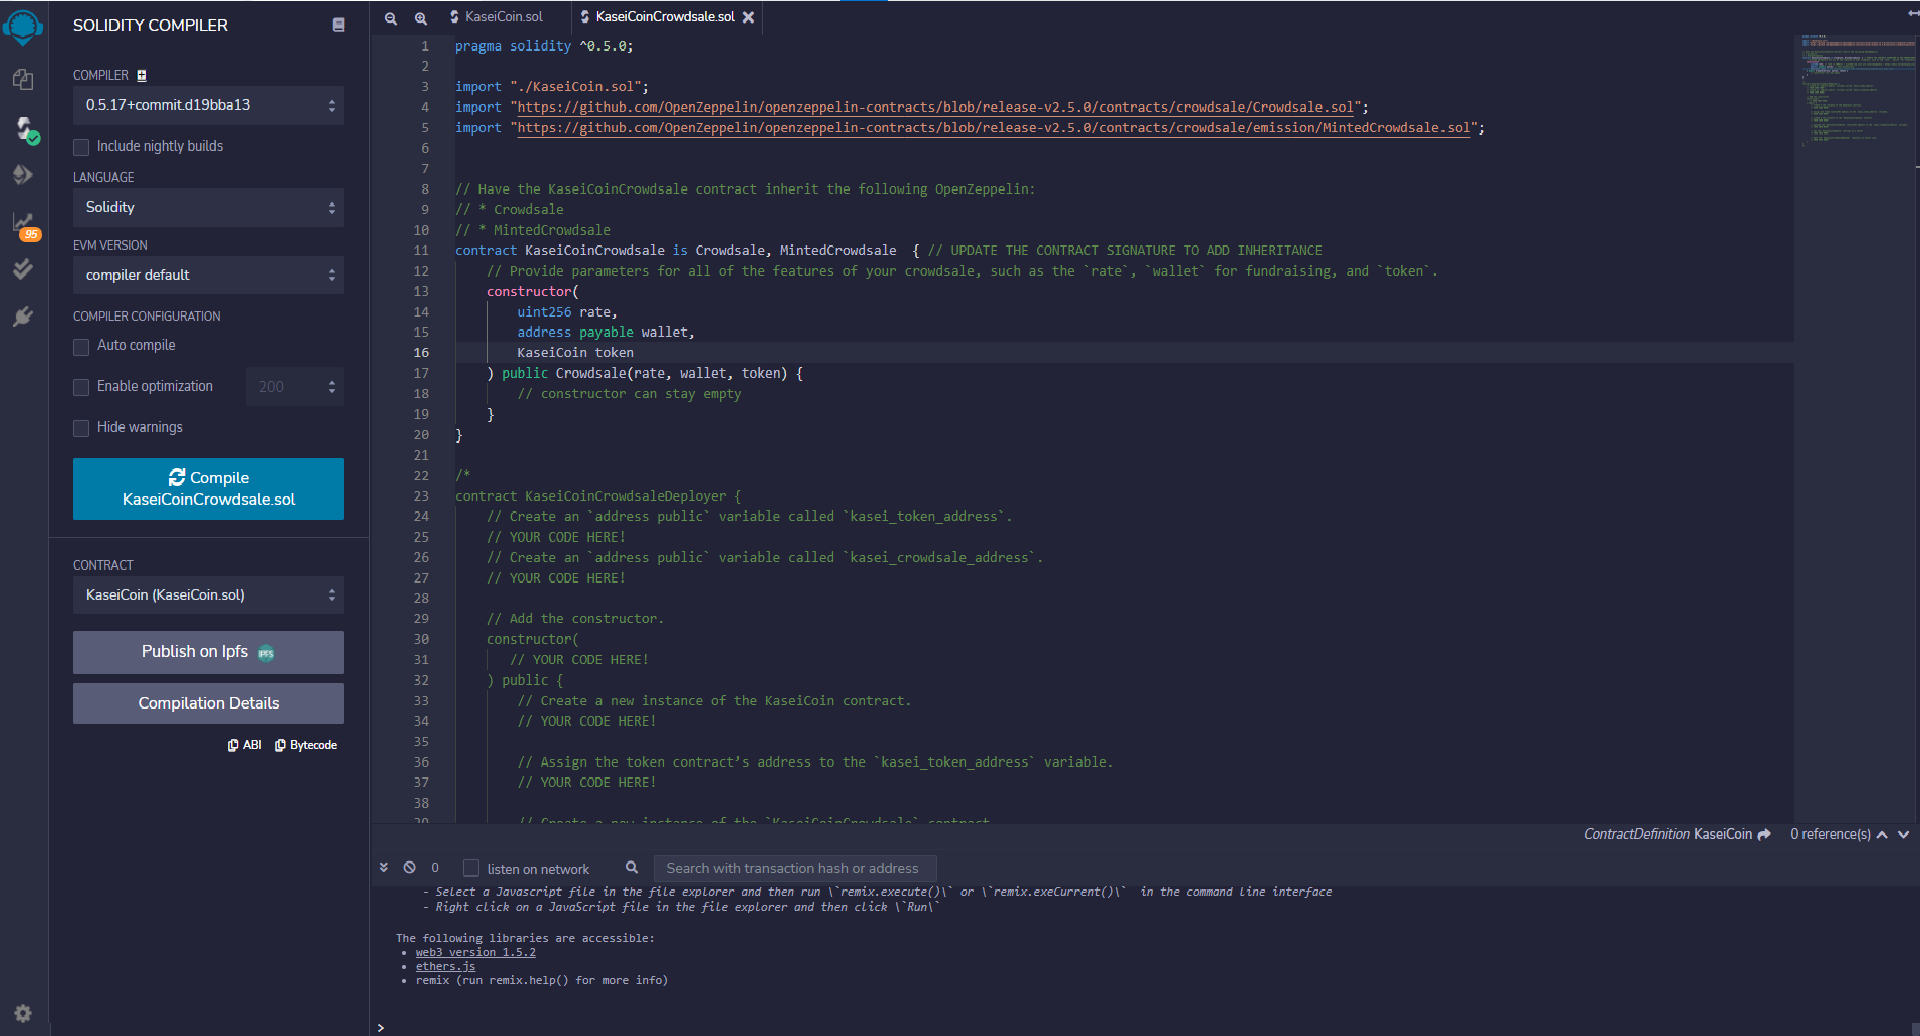 SOLIDITY COMPILER
COMPILER
0.5.17+commit.d19bba13
Include nightly builds
LANGUAGE
Solidity
EVM VERSION
compiler default
COMPILER CONFIGURATION
Auto compile
Enable optimization
200
Hide warnings
Compile
KaseiCoinCrowdsale.sol
CONTRACT
KaseiCoin (KaseiCoin.sol)
Publish on Ipfs
IPFS
Compilation Details
ABI Bytecode
95
KaseiCoin.sol
KaseiCoinCrowdsale.sol
1 pragma solidity ^0.5.0;
2
3 import "./KaseiCoin.sol";
4 import "https://github.com/OpenZeppelin/openzeppelin-contracts/blob/release-v2.5.0/contracts/crowdsale/Crowdsale.sol";
5 import "https://github.com/OpenZeppelin/openzeppelin-contracts/blob/release-v2.5.0/contracts/crowdsale/emission/MintedCrowdsale.sol";
6
7
8 // Have the KaseiCoinCrowdsale contract inherit the following OpenZeppelin:
9 // * Crowdsale
10 // * MintedCrowdsale
11 contract KaseiCoinCrowdsale is Crowdsale, MintedCrowdsale  { // UPDATE THE CONTRACT SIGNATURE TO ADD INHERITANCE
12 // Provide parameters for all of the features of your crowdsale, such as the `rate`, `wallet` for fundraising, and `token`.
13 constructor(
14 uint256 rate,
15 address payable wallet,
16 KaseiCoin token
17 ) public Crowdsale(rate, wallet, token) {
18 // constructor can stay empty
19 }
20 }
21
22 /*
23 contract KaseiCoinCrowdsaleDeployer {
24 // Create an `address public` variable called `kasei_token_address`.
25 // YOUR CODE HERE!
26 // Create an `address public` variable called `kasei_crowdsale_address`.
27 // YOUR CODE HERE!
28
29 // Add the constructor.
30 constructor(
31 // YOUR CODE HERE!
32 ) public {
33 // Create a new instance of the KaseiCoin contract.
34 // YOUR CODE HERE!
35
36 // Assign the token contract’s address to the `kasei_token_address` variable.
37 // YOUR CODE HERE!
38
39 // Create a new instance of the `KaseiCoinCrowdsale` contract
ContractDefinition KaseiCoin 0 reference(s)
0 listen on network Search with transaction hash or address
- Select a Javascript file in the file explorer and then run \`remix.execute()\` or \`remix.exeCurrent()\`  in the command line interface
- Right click on a JavaScript file in the file explorer and then click \`Run\`
The following libraries are accessible:
• web3 version 1.5.2
• ethers.js
• remix (run remix.help() for more info)
>